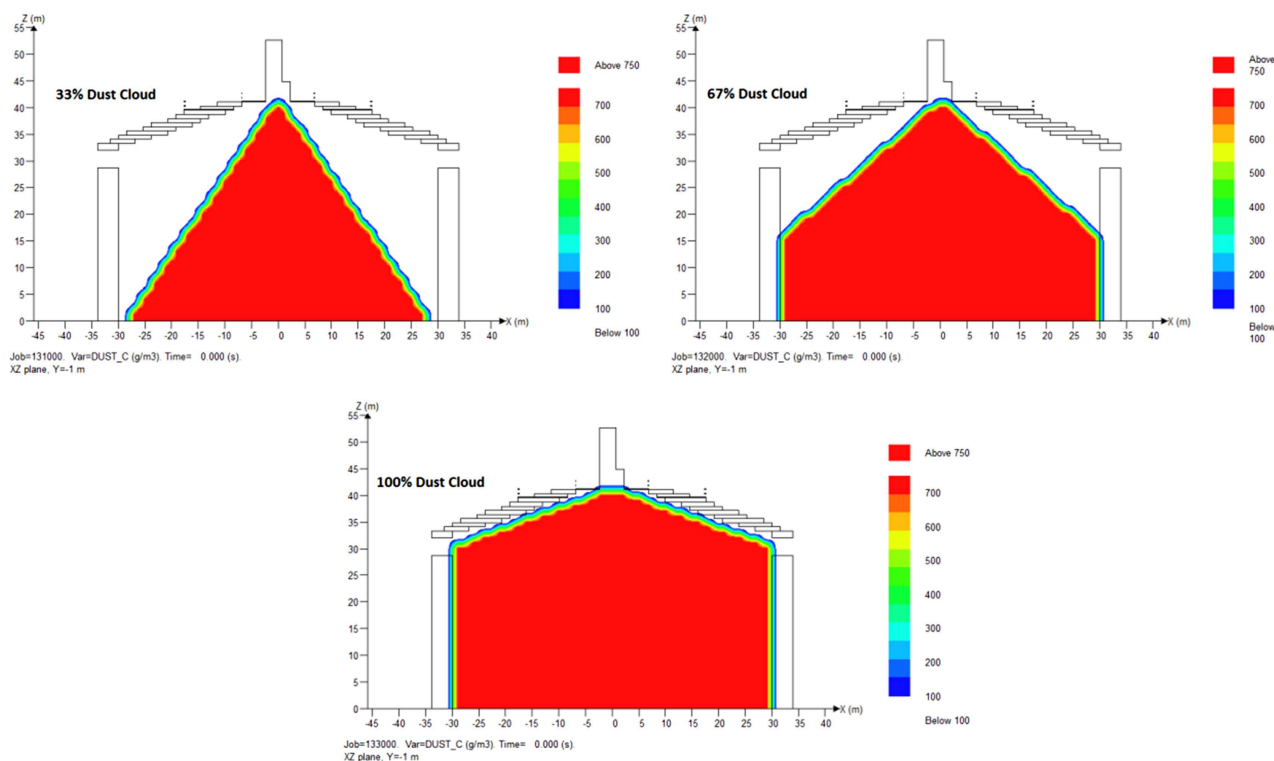 Z (m)
55
50
45
40
35
30
25
20
15
10
5
0
33% Dust Cloud
-45 -40 -35 -30 -25 -20 -15 -10 -5 0 5 10 15 20 25 30 35 40
X (m)
Above 750
700
600
500
400
300
200
100
Below 100
Job=131000. Var=DUST_C (g/m3). Time= 0.000 (s).
XZ plane, Y=-1 m
Z (m)
55
50
45
40
35
30
25
20
15
10
5
0
67% Dust Cloud
-45 -40 -35 -30 -25 -20 -15 -10 -5 0 5 10 15 20 25 30 35 40
X (m)
Above
750
700
600
500
400
300
200
100
Below
100
Job=132000. Var=DUST_C (g/m3). Time= 0.000 (s).
XZ plane, Y=-1 m
Z (m)
55
50
45
40
35
30
25
20
15
10
5
0
100% Dust Cloud
-45 -40 -35 -30 -25 -20 -15 -10 -5 0 5 10 15 20 25 30 35 40
X (m)
Above 750
700
600
500
400
300
200
100
Below 100
Job=133000. Var=DUST_C (g/m3). Time= 0.000 (s).
XZ plane, Y=-1 m